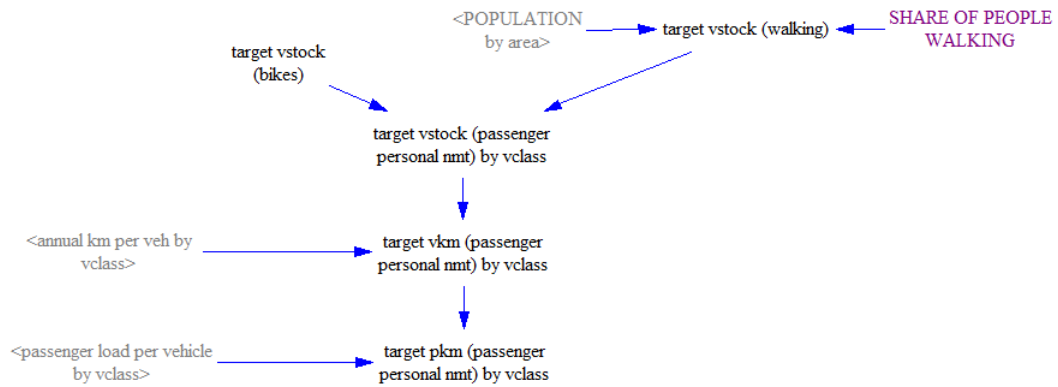 <POPULATION
by area>
target vstock (walking)
SHARE OF PEOPLE
WALKING
target vstock
(bikes)
target vstock (passenger
personal nmt) by vclass
<annual km per veh by
vclass>
target vkm (passenger
personal nmt) by vclass
<passenger load per vehicle
by vclass>
target pkm (passenger
personal nmt) by vclass